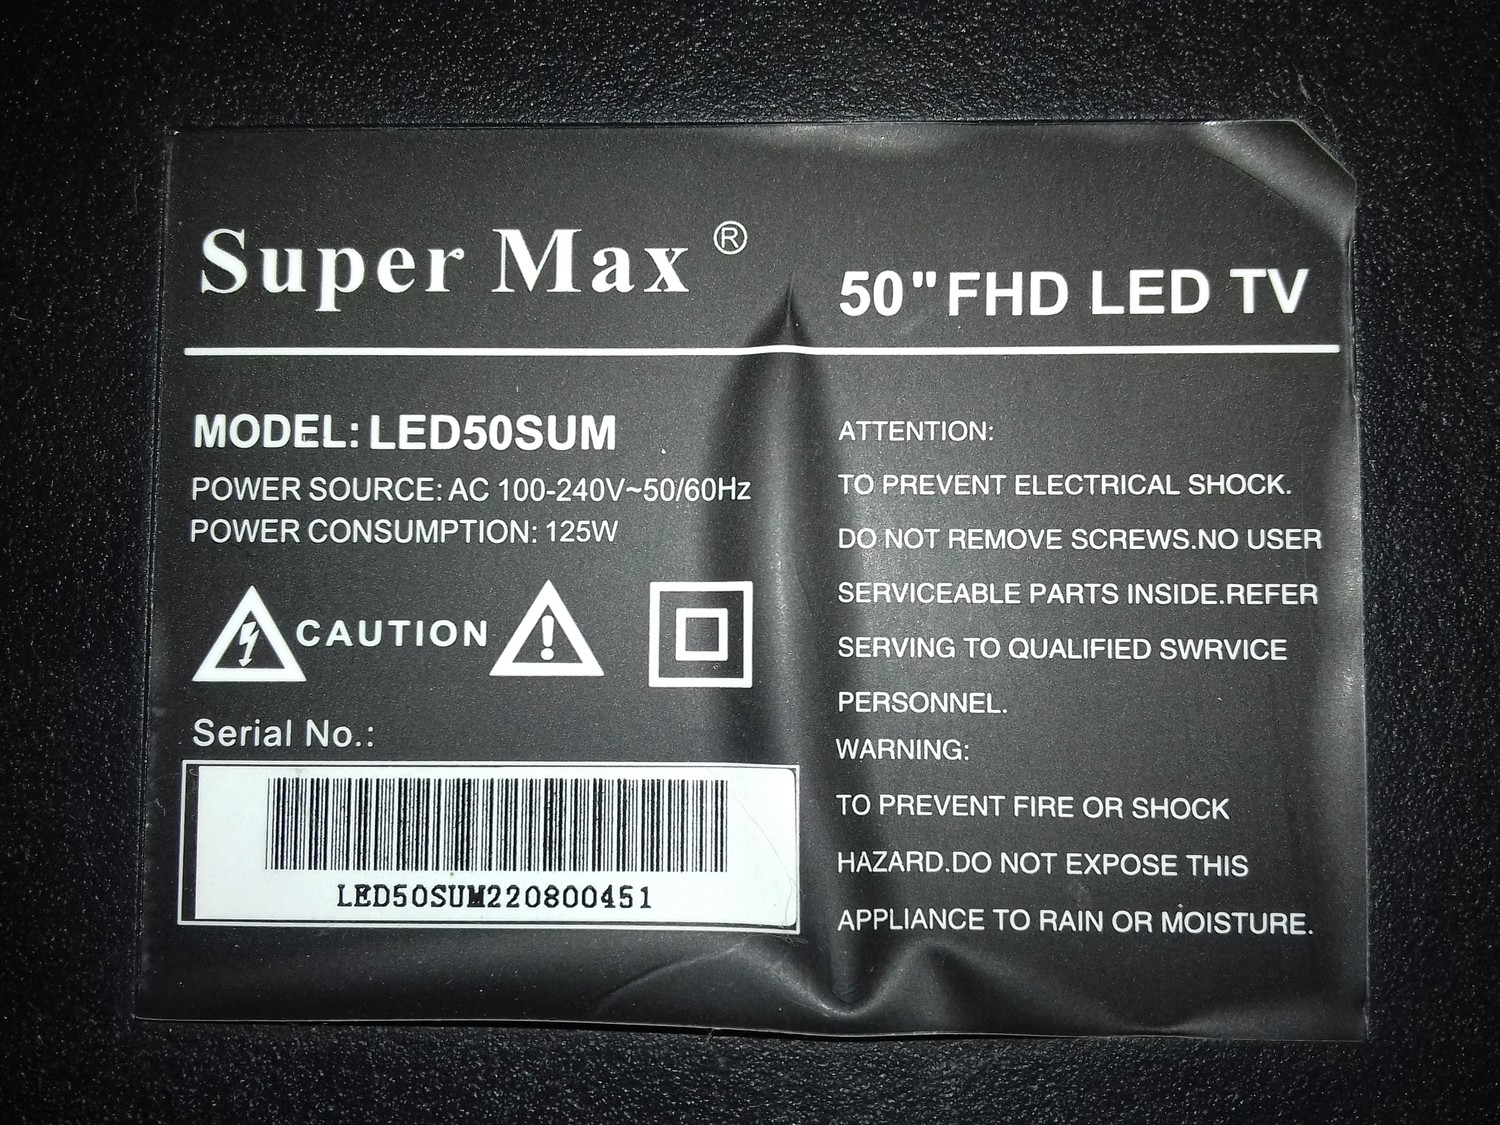 Super Max ®
50" FHD LED TV
MODEL: LED50SUM
POWER SOURCE: AC 100-240V~50/60Hz
POWER CONSUMPTION: 125W
CAUTION
Serial No.:
LED50SUM220800451
ATTENTION:
TO PREVENT ELECTRICAL SHOCK.
DO NOT REMOVE SCREWS.NO USER
SERVICEABLE PARTS INSIDE.REFER
SERVING TO QUALIFIED SWRVICE
PERSONNEL.
WARNING:
TO PREVENT FIRE OR SHOCK
HAZARD.DO NOT EXPOSE THIS
APPLIANCE TO RAIN OR MOISTURE.